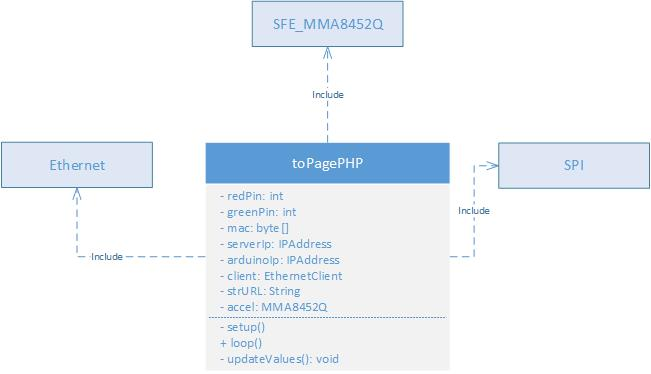 SFE_MMA8452Q
Include
Ethernet
toPagePHP
SPI
- redPin: int
- greenPin: int
- mac: byte[]
- serverIp: IPAddress
- arduinoIp: IPAddress
- client: EthernetClient
- strURL: String
- accel: MMA8452Q
Include
Include
- setup()
+ loop()
- updateValues(): void